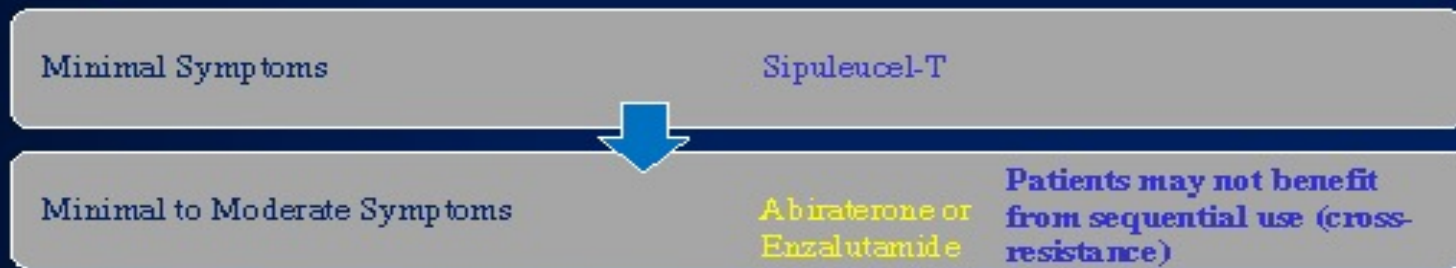 Minimal Symptoms
Sipuleucel-T
Minimal to Moderate Symptoms
Abiraterone or
Enzalutamide
Patients may not benefit
from sequential use (cross-
resistance)